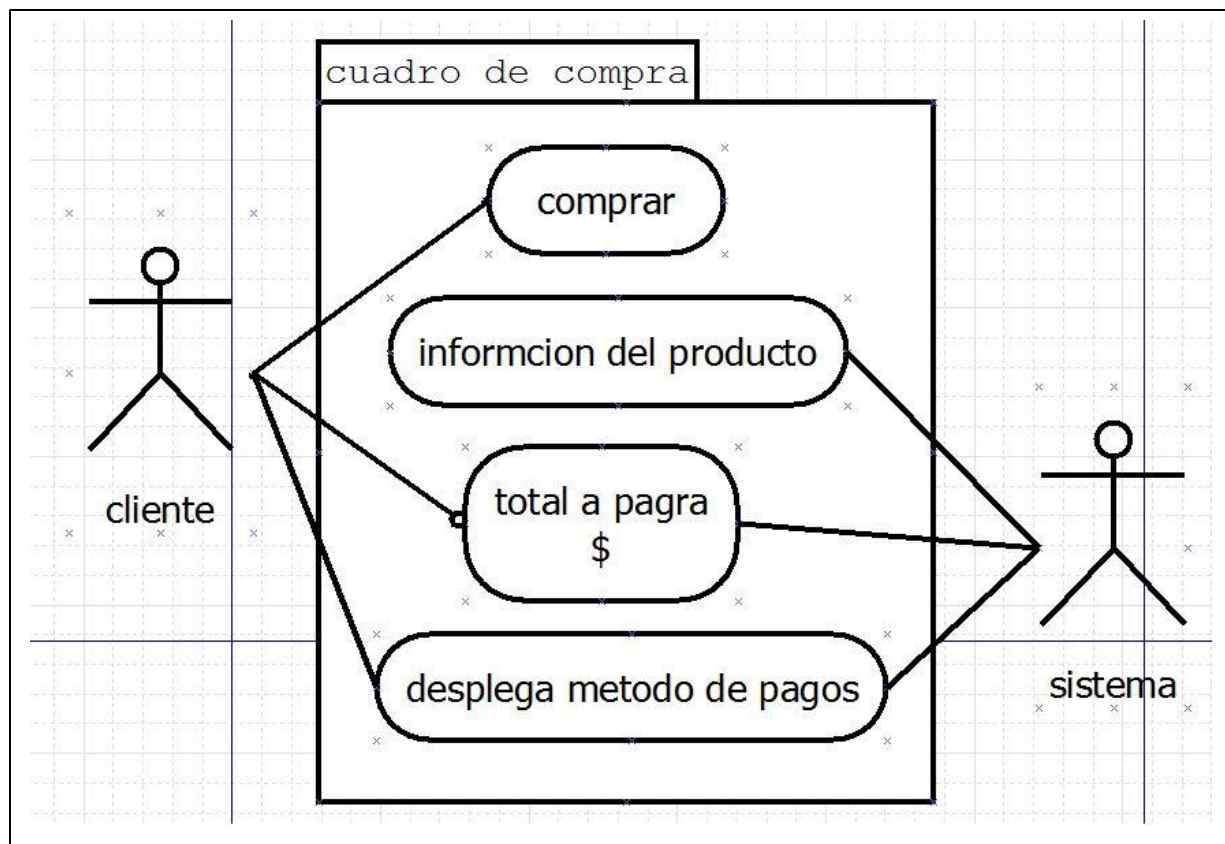 cuadro de compra
comprar
informcion del producto
total a pagra
$
desplega metodo de pagos
cliente
sistema